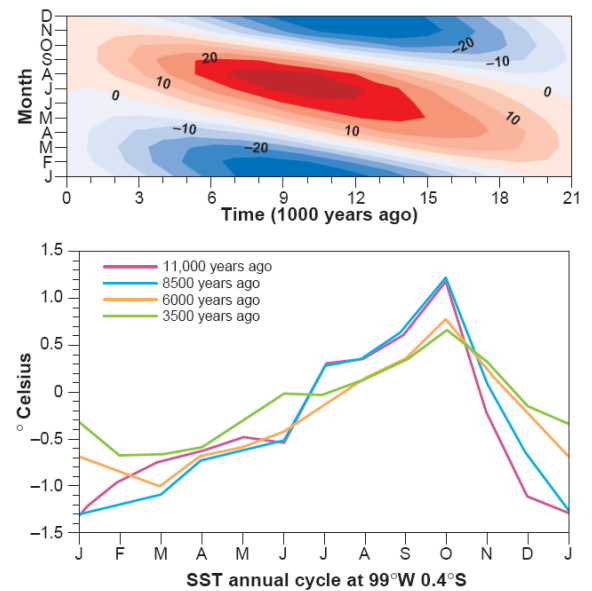 D
N
O
S
A
J
J
M
A
M
F
J
Month
20
10
0
–10
–20
10
–20
–10
0
10
0 3 6 9 12 15 18 21
Time (1000 years ago)
1.5
1.0
0.5
0
–0.5
–1.0
–1.5
° Celsius
11,000 years ago
8500 years ago
6000 years ago
3500 years ago
J F M A M J J A S O N D J
SST annual cycle at 99°W 0.4°S